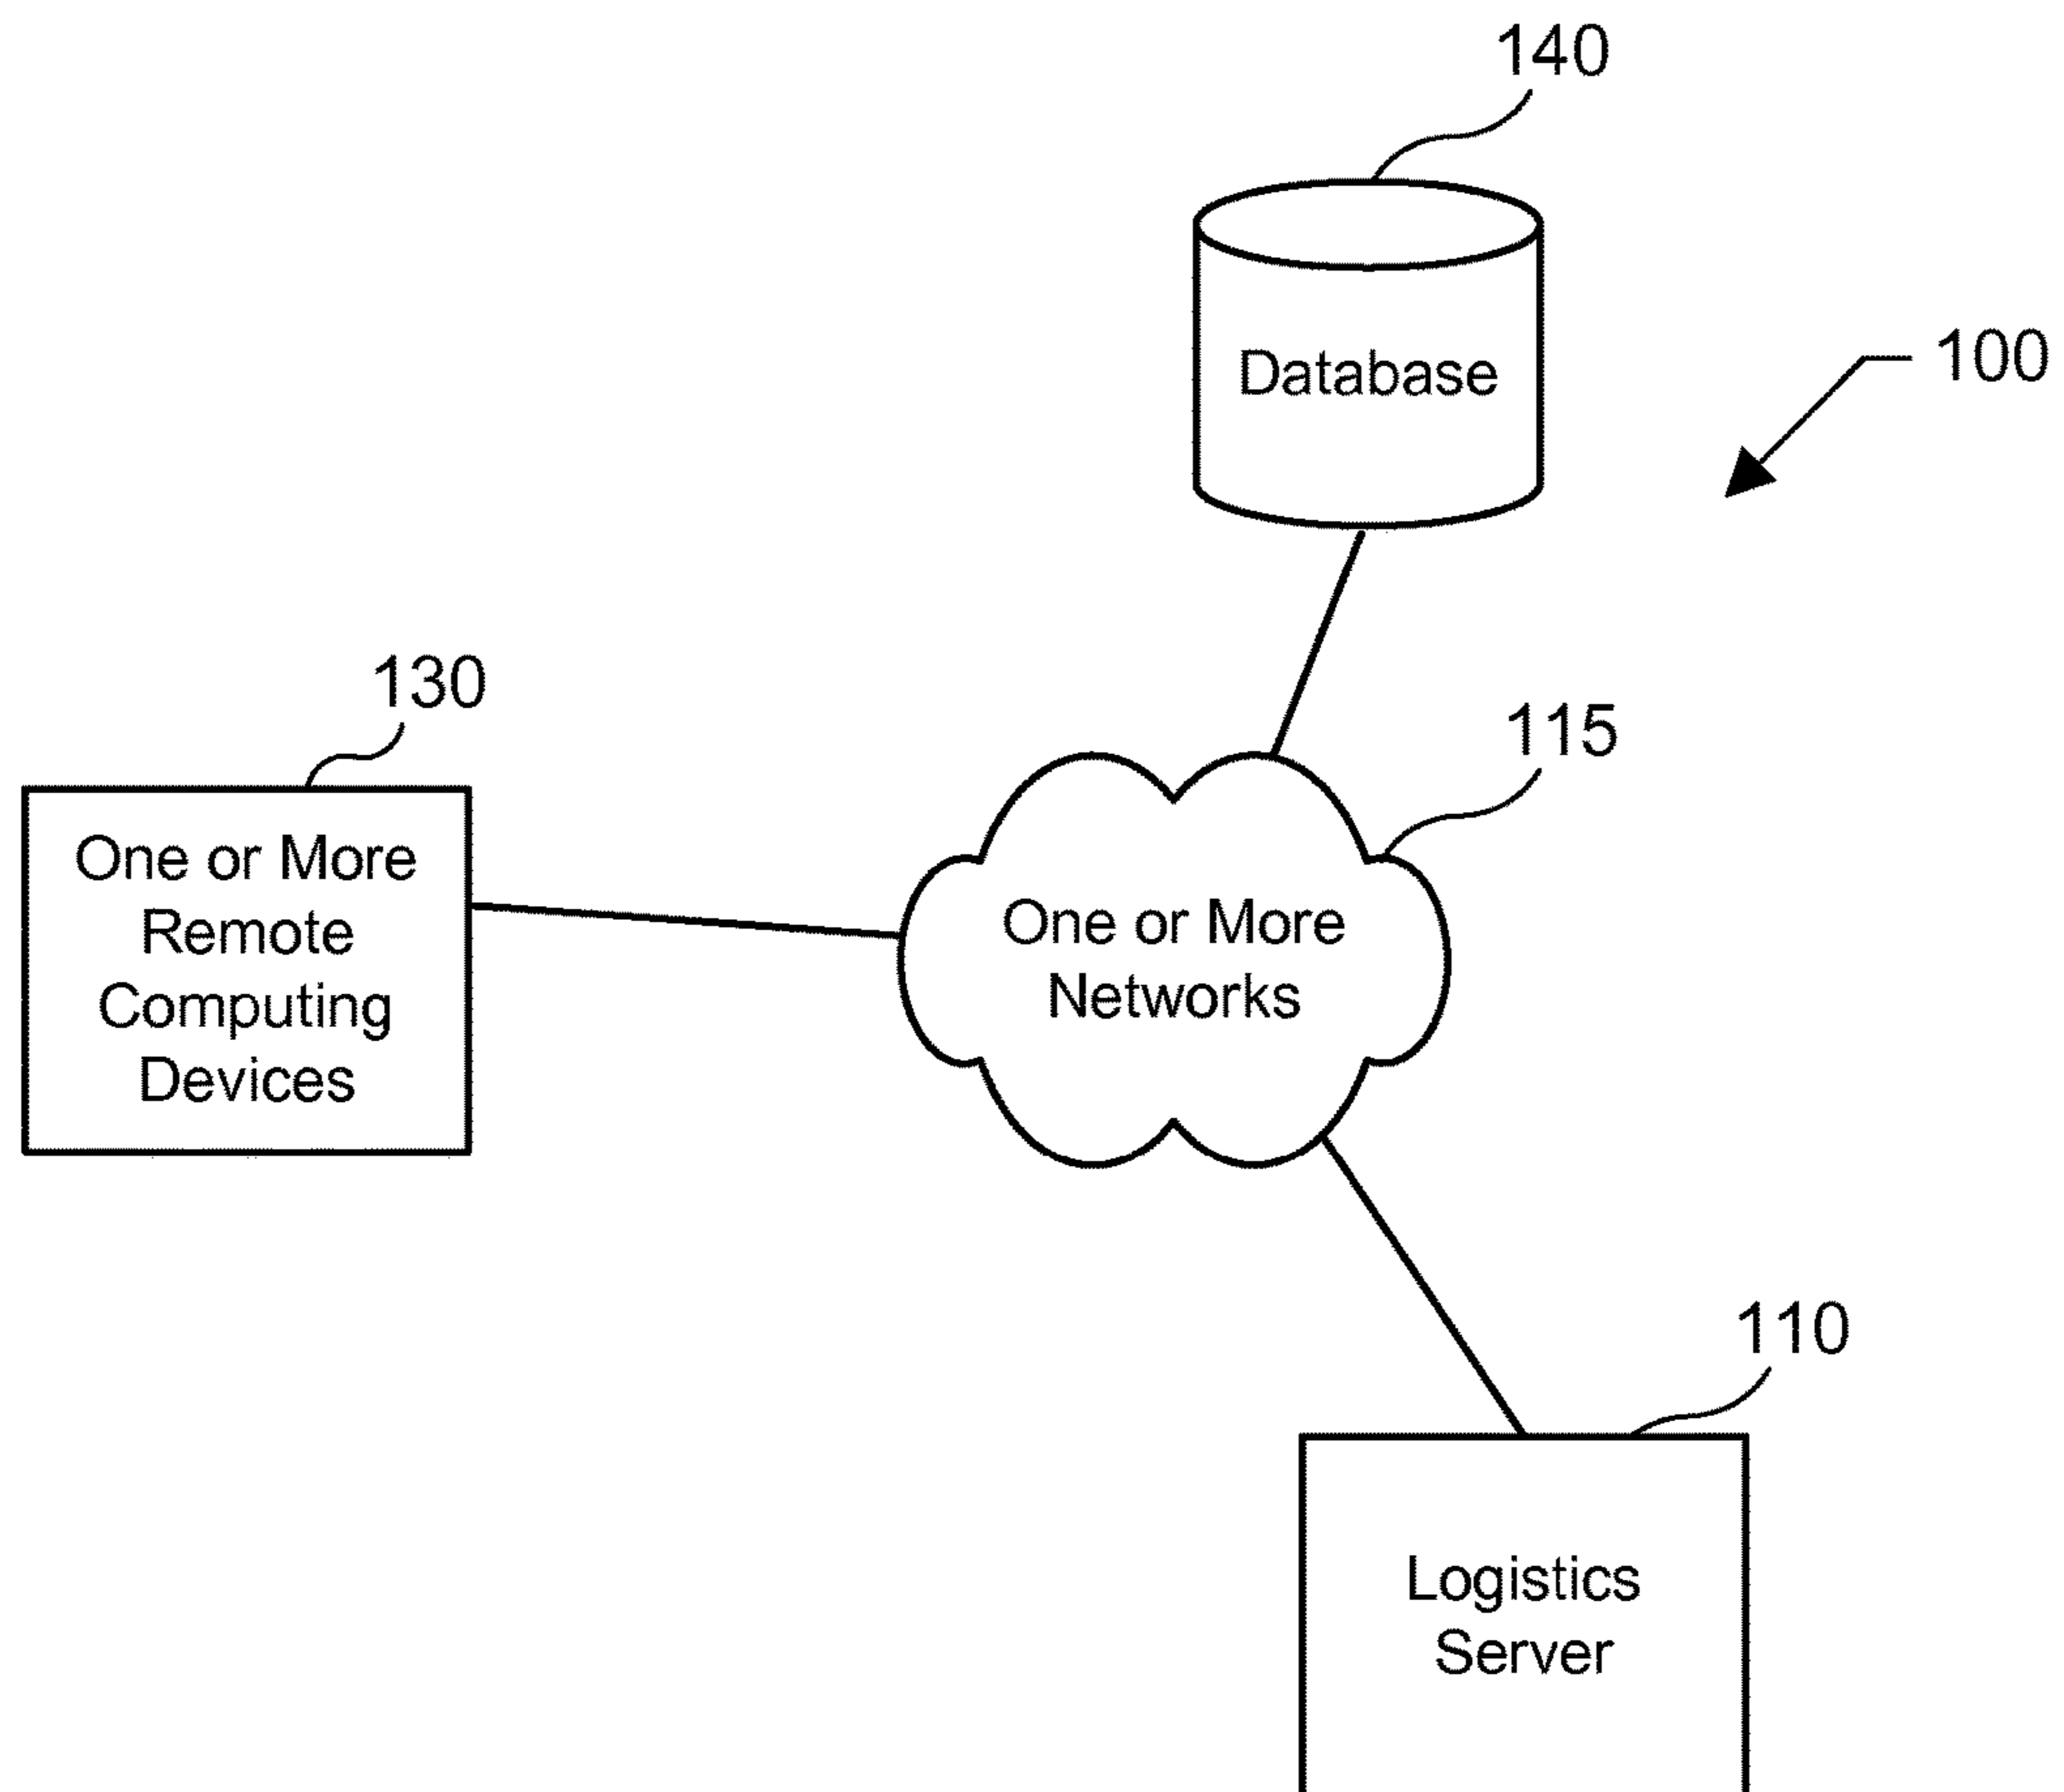 140
Database
100
130
115
One or More
Remote
Computing
Devices
One or More
Networks
110
Logistics
Server